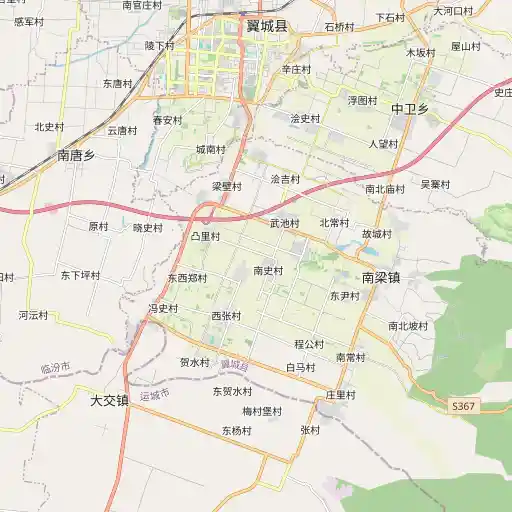 南官庄村
下石村
大河口村
感军村
翼城县
石桥村
陵下村
木坂村
屋山村
辛庄村
东唐村
史庄
浮图村
中卫乡
春安村
浍史村
北史村
云唐村
人望村
城南村
南唐乡
梁壁村
浍吉村
吴寨村
南北庙村
原村
晓史村
武池村
北常村
凸里村
故城村
东下坪村
东西郑村
南史村
南梁镇
东尹村
冯史村
河沄村
西张村
南北坡村
程公村
南常村
临汾市
贺水村
翼城县
白马村
大交镇
运城市
东贺水村
庄里村
S367
梅村堡村
东杨村
张村